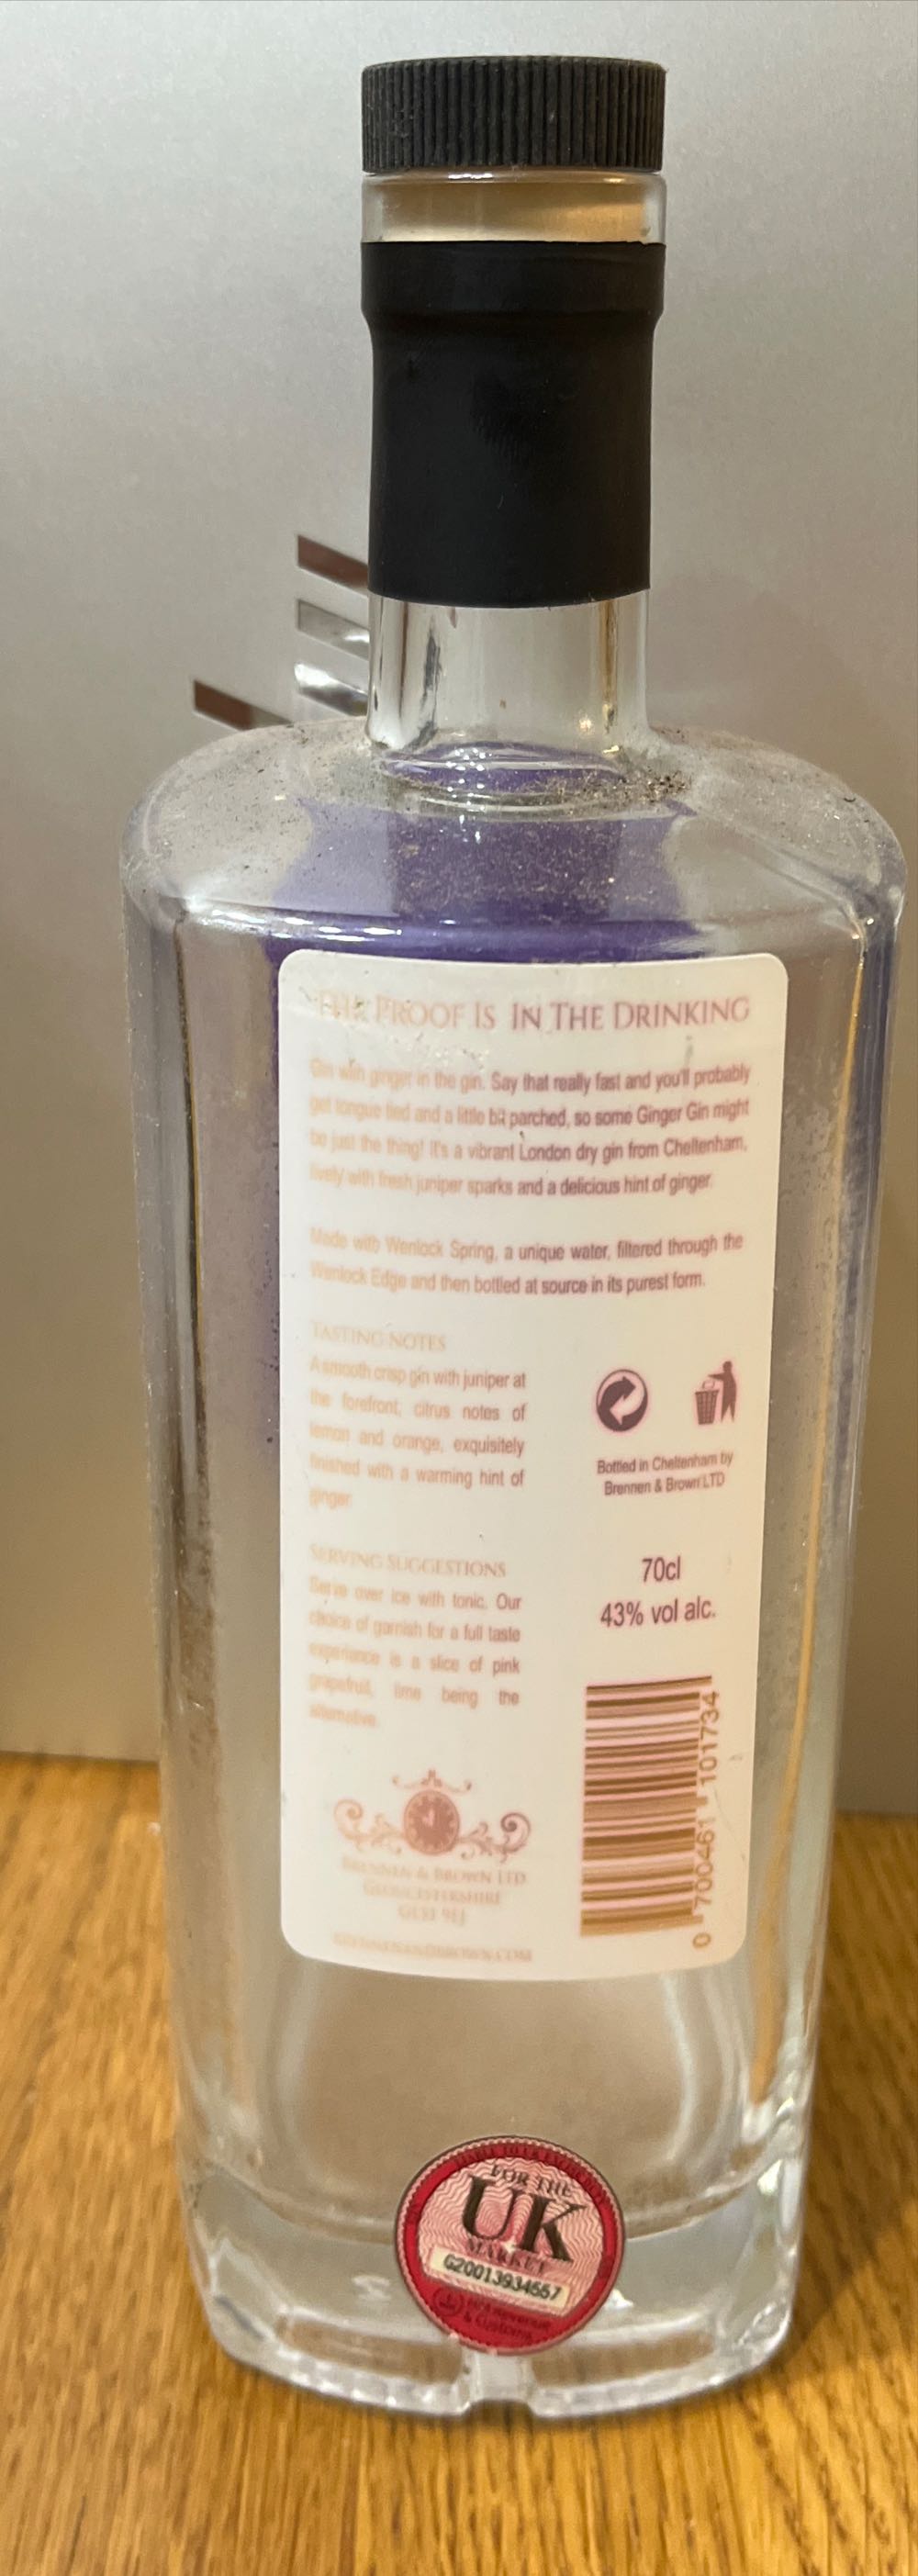 THE PROOF IS IN THE DRINKING
Gin with ginger in the gin. Say that really fast and you'll probably
get tongue tied and a little bit parched, so some Ginger Gin might
be just the thing! It's a vibrant London dry gin from Cheltenham,
lively with fresh juniper sparks and a delicious hint of ginger.
Made with Wenlock Spring, a unique water, filtered through the
Wenlock Edge and then bottled at source in its purest form.
TASTING NOTES
A smooth crisp gin with juniper at
the forefront, citrus notes of
lemon and orange, exquisitely
finished with a warming hint of
ginger.
SERVING SUGGESTIONS
Serve over ice with tonic. Our
choice of garnish for a full taste
experience is a slice of pink
grapefruit, lime being the
alternative.
BRENNEN & BROWN LTD
GLOUCESTERSHIRE
GL51 9EJ
BRENNENANDBROWN.COM
Bottled in Cheltenham by
Brennen & Brown LTD
70cl
43% vol alc.
0 700461 101734
FOR THE
UK
MARKET
G20013934557